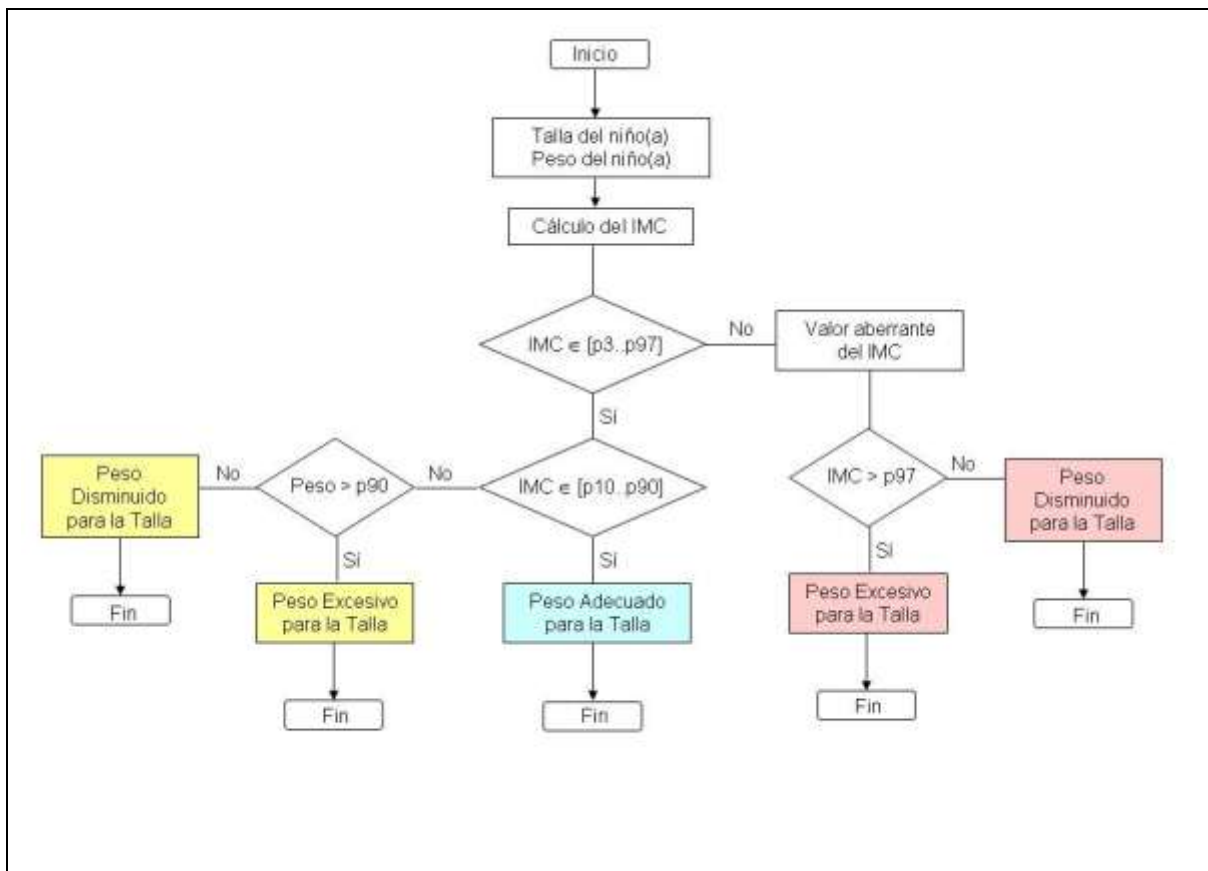 Inicio
Talla del niño(a)
Peso del niño(a)
Cálculo del IMC
IMC ∈ [p3..p97]
No
Valor aberrante
del IMC
Sí
Peso
Disminuido
para la Talla
No
Peso > p90
No
IMC ∈ [p10..p90]
IMC > p97
No
Peso
Disminuido
para la Talla
Sí
Sí
Sí
Fin
Peso Excesivo
para la Talla
Peso Adecuado
para la Talla
Peso Excesivo
para la Talla
Fin
Fin
Fin
Fin